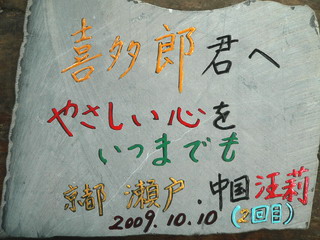 喜多郎君へ
やさしい心を
いつまでも
京都 瀬戸.中国汪莉
2009.10.10(2回目)